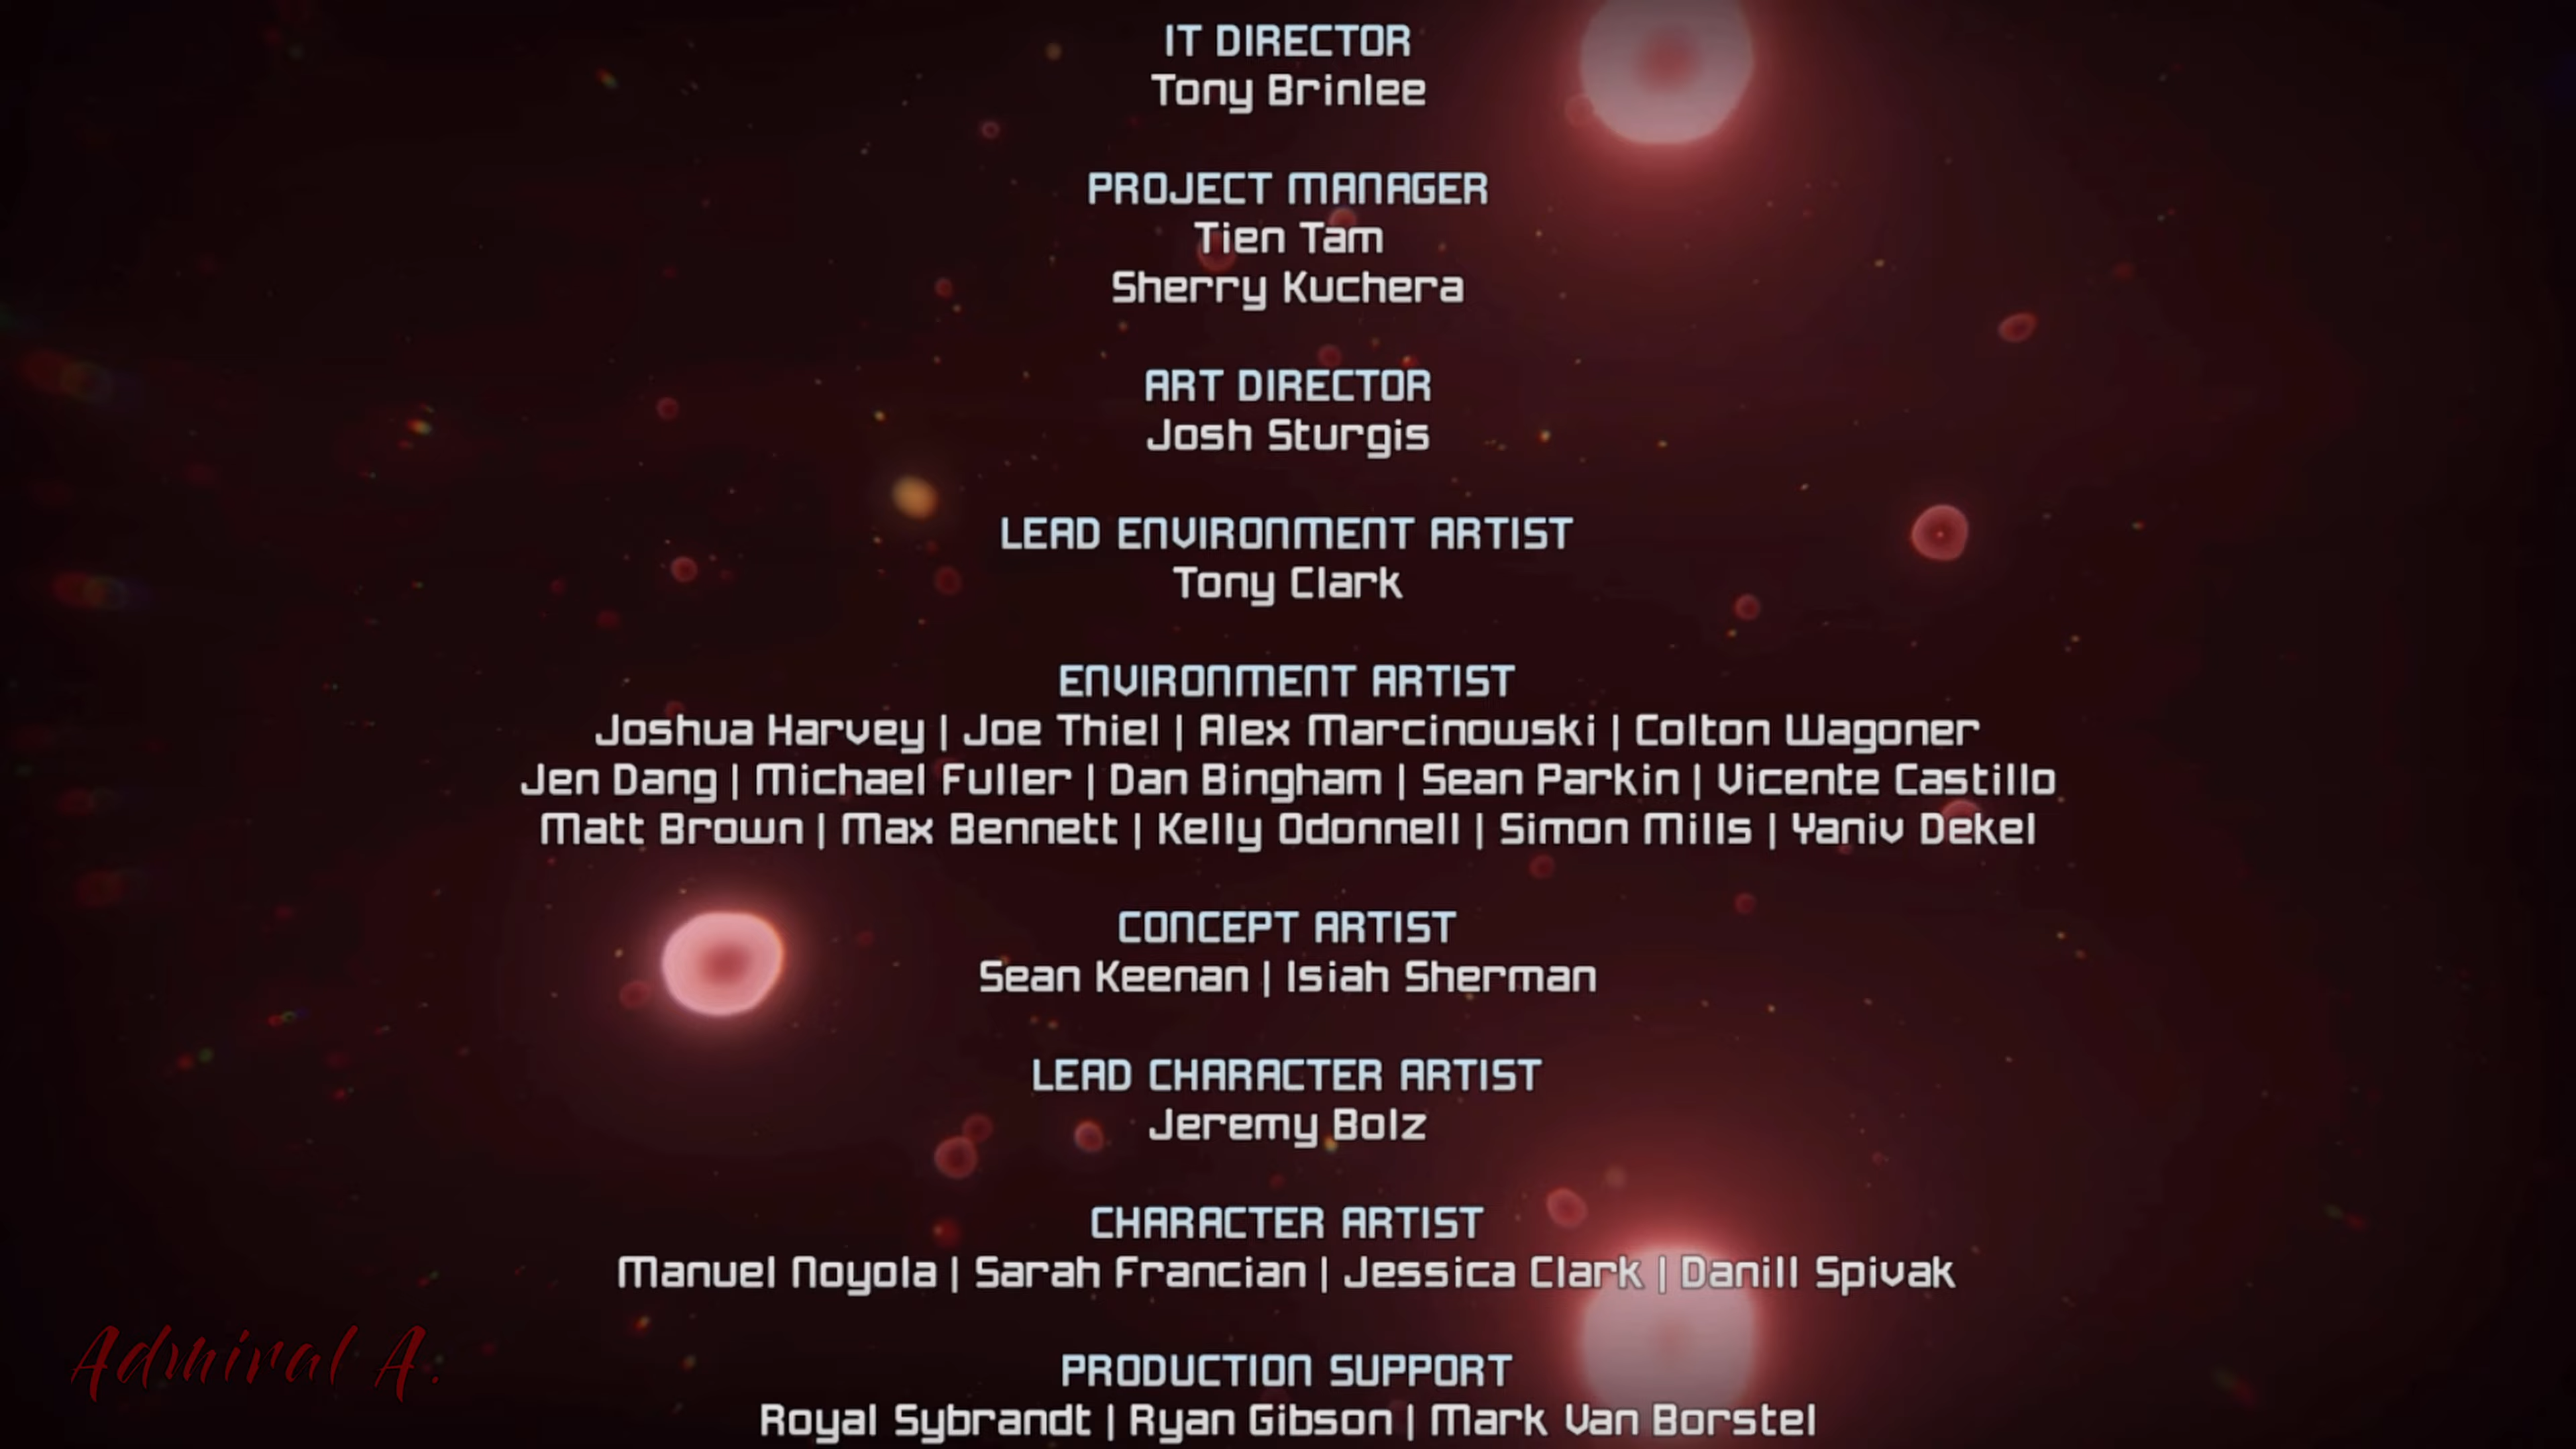 IT DIRECTOR
Tony Brinlee
PROJECT MANAGER
Tien Tam
Sherry Kuchera
ART DIRECTOR
Josh Sturgis
LEAD ENVIRONMENT ARTIST
Tony Clark
ENVIRONMENT ARTIST
Joshua Harvey | Joe Thiel | Alex Marcinowski | Colton Wagoner
Jen Dang | Michael Fuller | Dan Bingham | Sean Parkin | Vicente Castillo
Matt Brown | Max Bennett | Kelly Odonnell | Simon Mills | Yaniv Dekel
CONCEPT ARTIST
Sean Keenan | Isiah Sherman
LEAD CHARACTER ARTIST
Jeremy Bolz
CHARACTER ARTIST
Manuel Noyola | Sarah Francian | Jessica Clark | Danill Spivak
PRODUCTION SUPPORT
Royal Sybrandt | Ryan Gibson | Mark Van Borstel
Admiral A.